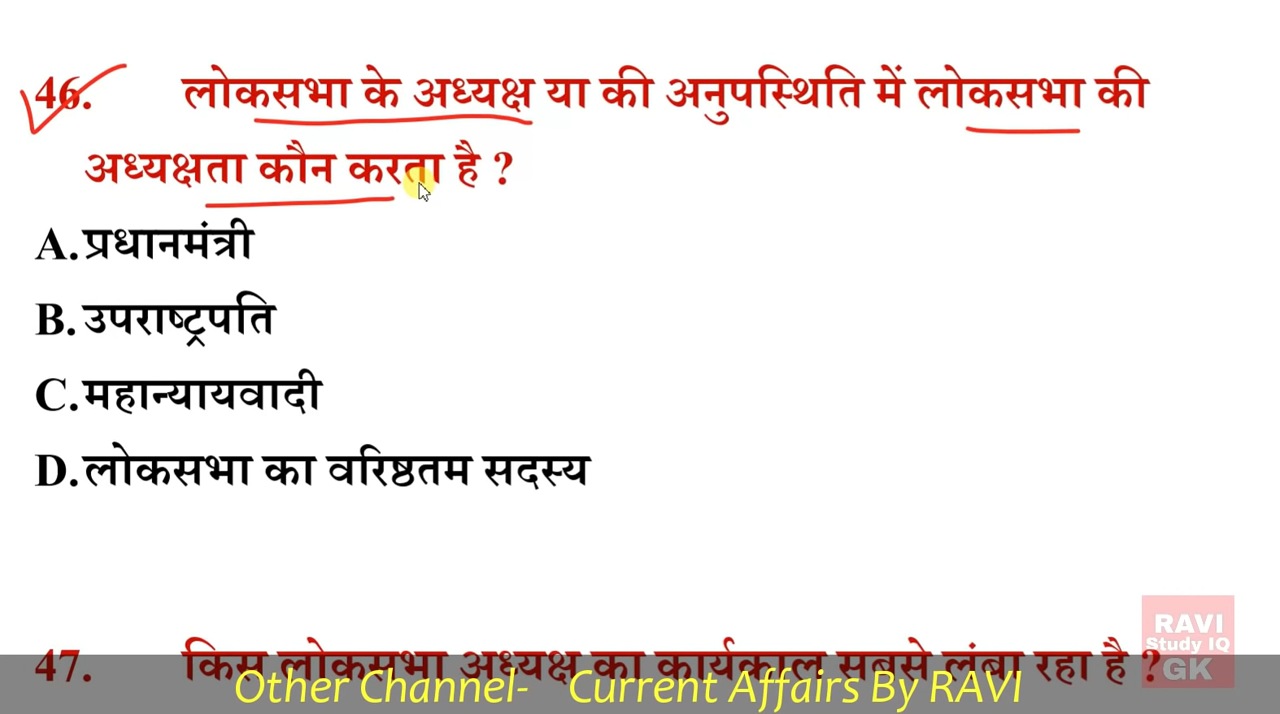 46. लोकसभा के अध्यक्ष या की अनुपस्थिति में लोकसभा की
अध्यक्षता कौन करता है ?
A.प्रधानमंत्री
B.उपराष्ट्रपति
C.महान्यायवादी
D.लोकसभा का वरिष्ठतम सदस्य
RAVI
Study IQ
GK
47. किस लोकसभा अध्यक्ष का कार्यकाल सबसे लंबा रहा है ?
Other Channel- Current Affairs By RAVI